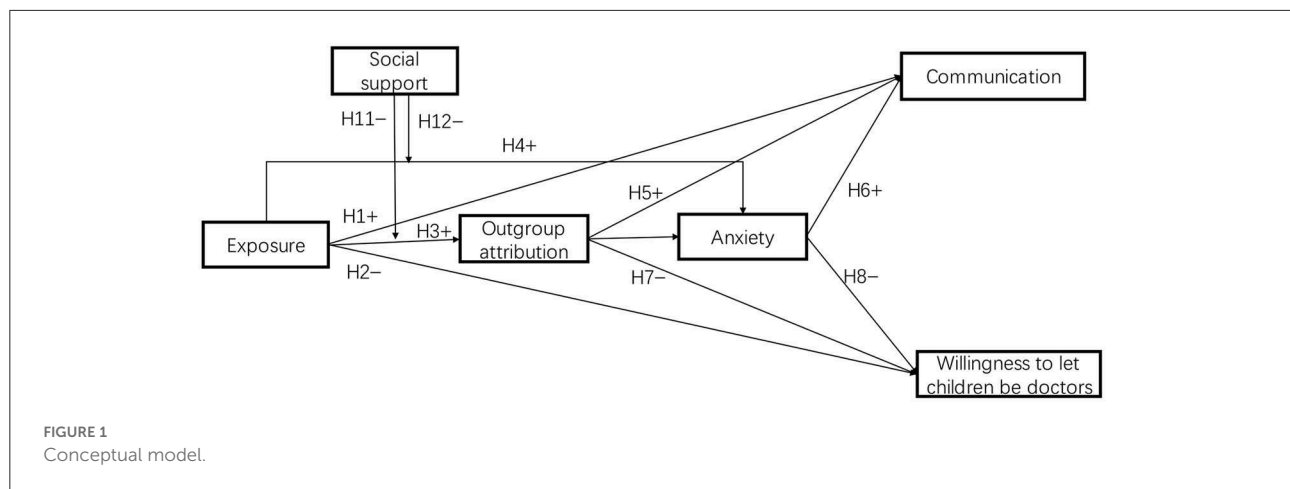 Social
support
Communication
H11–
H12–
H4+
H5+
H6+
H1+
H3+
Exposure
Outgroup
attribution
Anxiety
H2–
H7–
H8–
Willingness to let
children be doctors
FIGURE 1
Conceptual model.